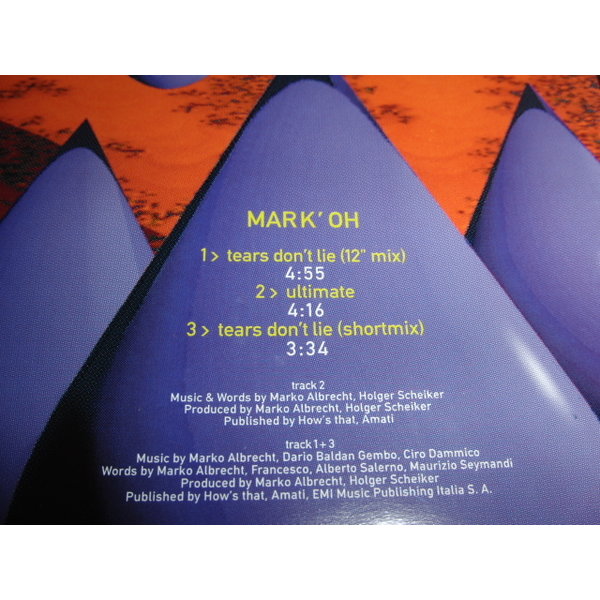 MARK' OH
1> tears don't lie (12" mix)
4:55
2> ultimate
4:16
3> tears don't lie (shortmix)
3:34
track 2
Music & Words by Marko Albrecht, Holger Scheiker
Produced by Marko Albrecht, Holger Scheiker
Published by How's that, Amati
track 1+3
Music by Marko Albrecht, Dario Baldan Gembo, Ciro Dammico
Words by Marko Albrecht, Francesco, Alberto Salerno, Maurizio Seymandi
Produced by Marko Albrecht, Holger Scheiker
Published by How's that, Amati, EMI Music Publishing Italia S. A.